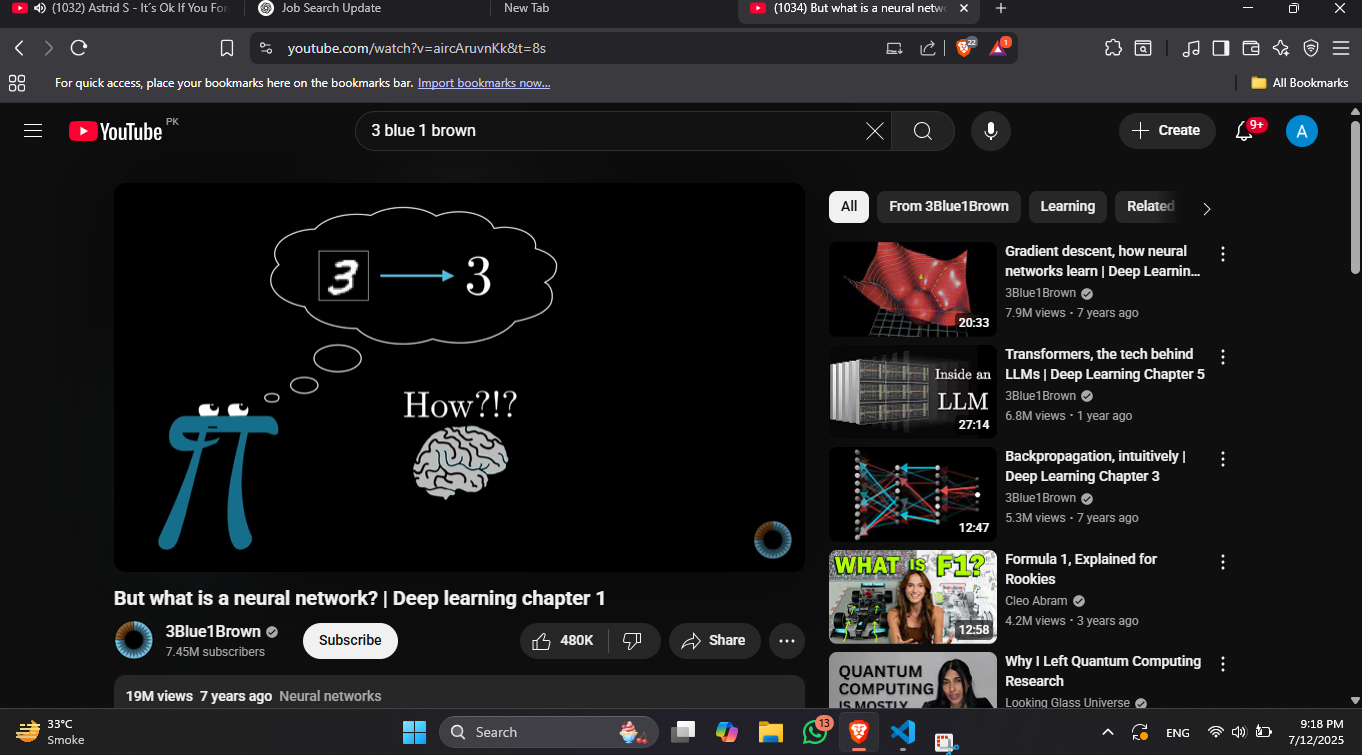 (1032) Astrid S - It's Ok If You For
Job Search Update
New Tab
(1034) But what is a neural netwo
youtube.com/watch?v=aircAruvnKk&t=8s
22
1
For quick access, place your bookmarks here on the bookmarks bar. Import bookmarks now...
All Bookmarks
YouTube PK
3 blue 1 brown
Create
9+
A
3
3
How?!?
But what is a neural network? | Deep learning chapter 1
3Blue1Brown
7.45M subscribers
Subscribe
480K
Share
19M views 7 years ago Neural networks
All
From 3Blue1Brown
Learning
Related
20:33
Gradient descent, how neural
networks learn | Deep Learnin...
3Blue1Brown
7.9M views • 7 years ago
Inside an
LLM
27:14
Transformers, the tech behind
LLMs | Deep Learning Chapter 5
3Blue1Brown
6.8M views • 1 year ago
12:47
Backpropagation, intuitively |
Deep Learning Chapter 3
3Blue1Brown
5.3M views • 7 years ago
WHAT IS F1?
12:58
Formula 1, Explained for
Rookies
Cleo Abram
4.2M views • 3 years ago
QUANTUM
COMPUTING
IS MOSTLY
Why I Left Quantum Computing
Research
Looking Glass Universe
33°C
Smoke
Search
13
ENG
9:18 PM
7/12/2025